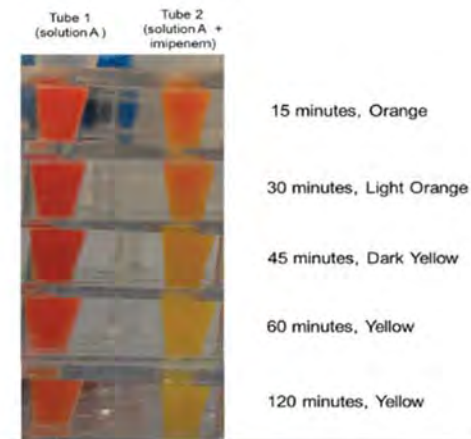 Tube 1
(solution A)
Tube 2
(solution A +
imipenem)
15 minutes, Orange
30 minutes, Light Orange
45 minutes, Dark Yellow
60 minutes, Yellow
120 minutes, Yellow